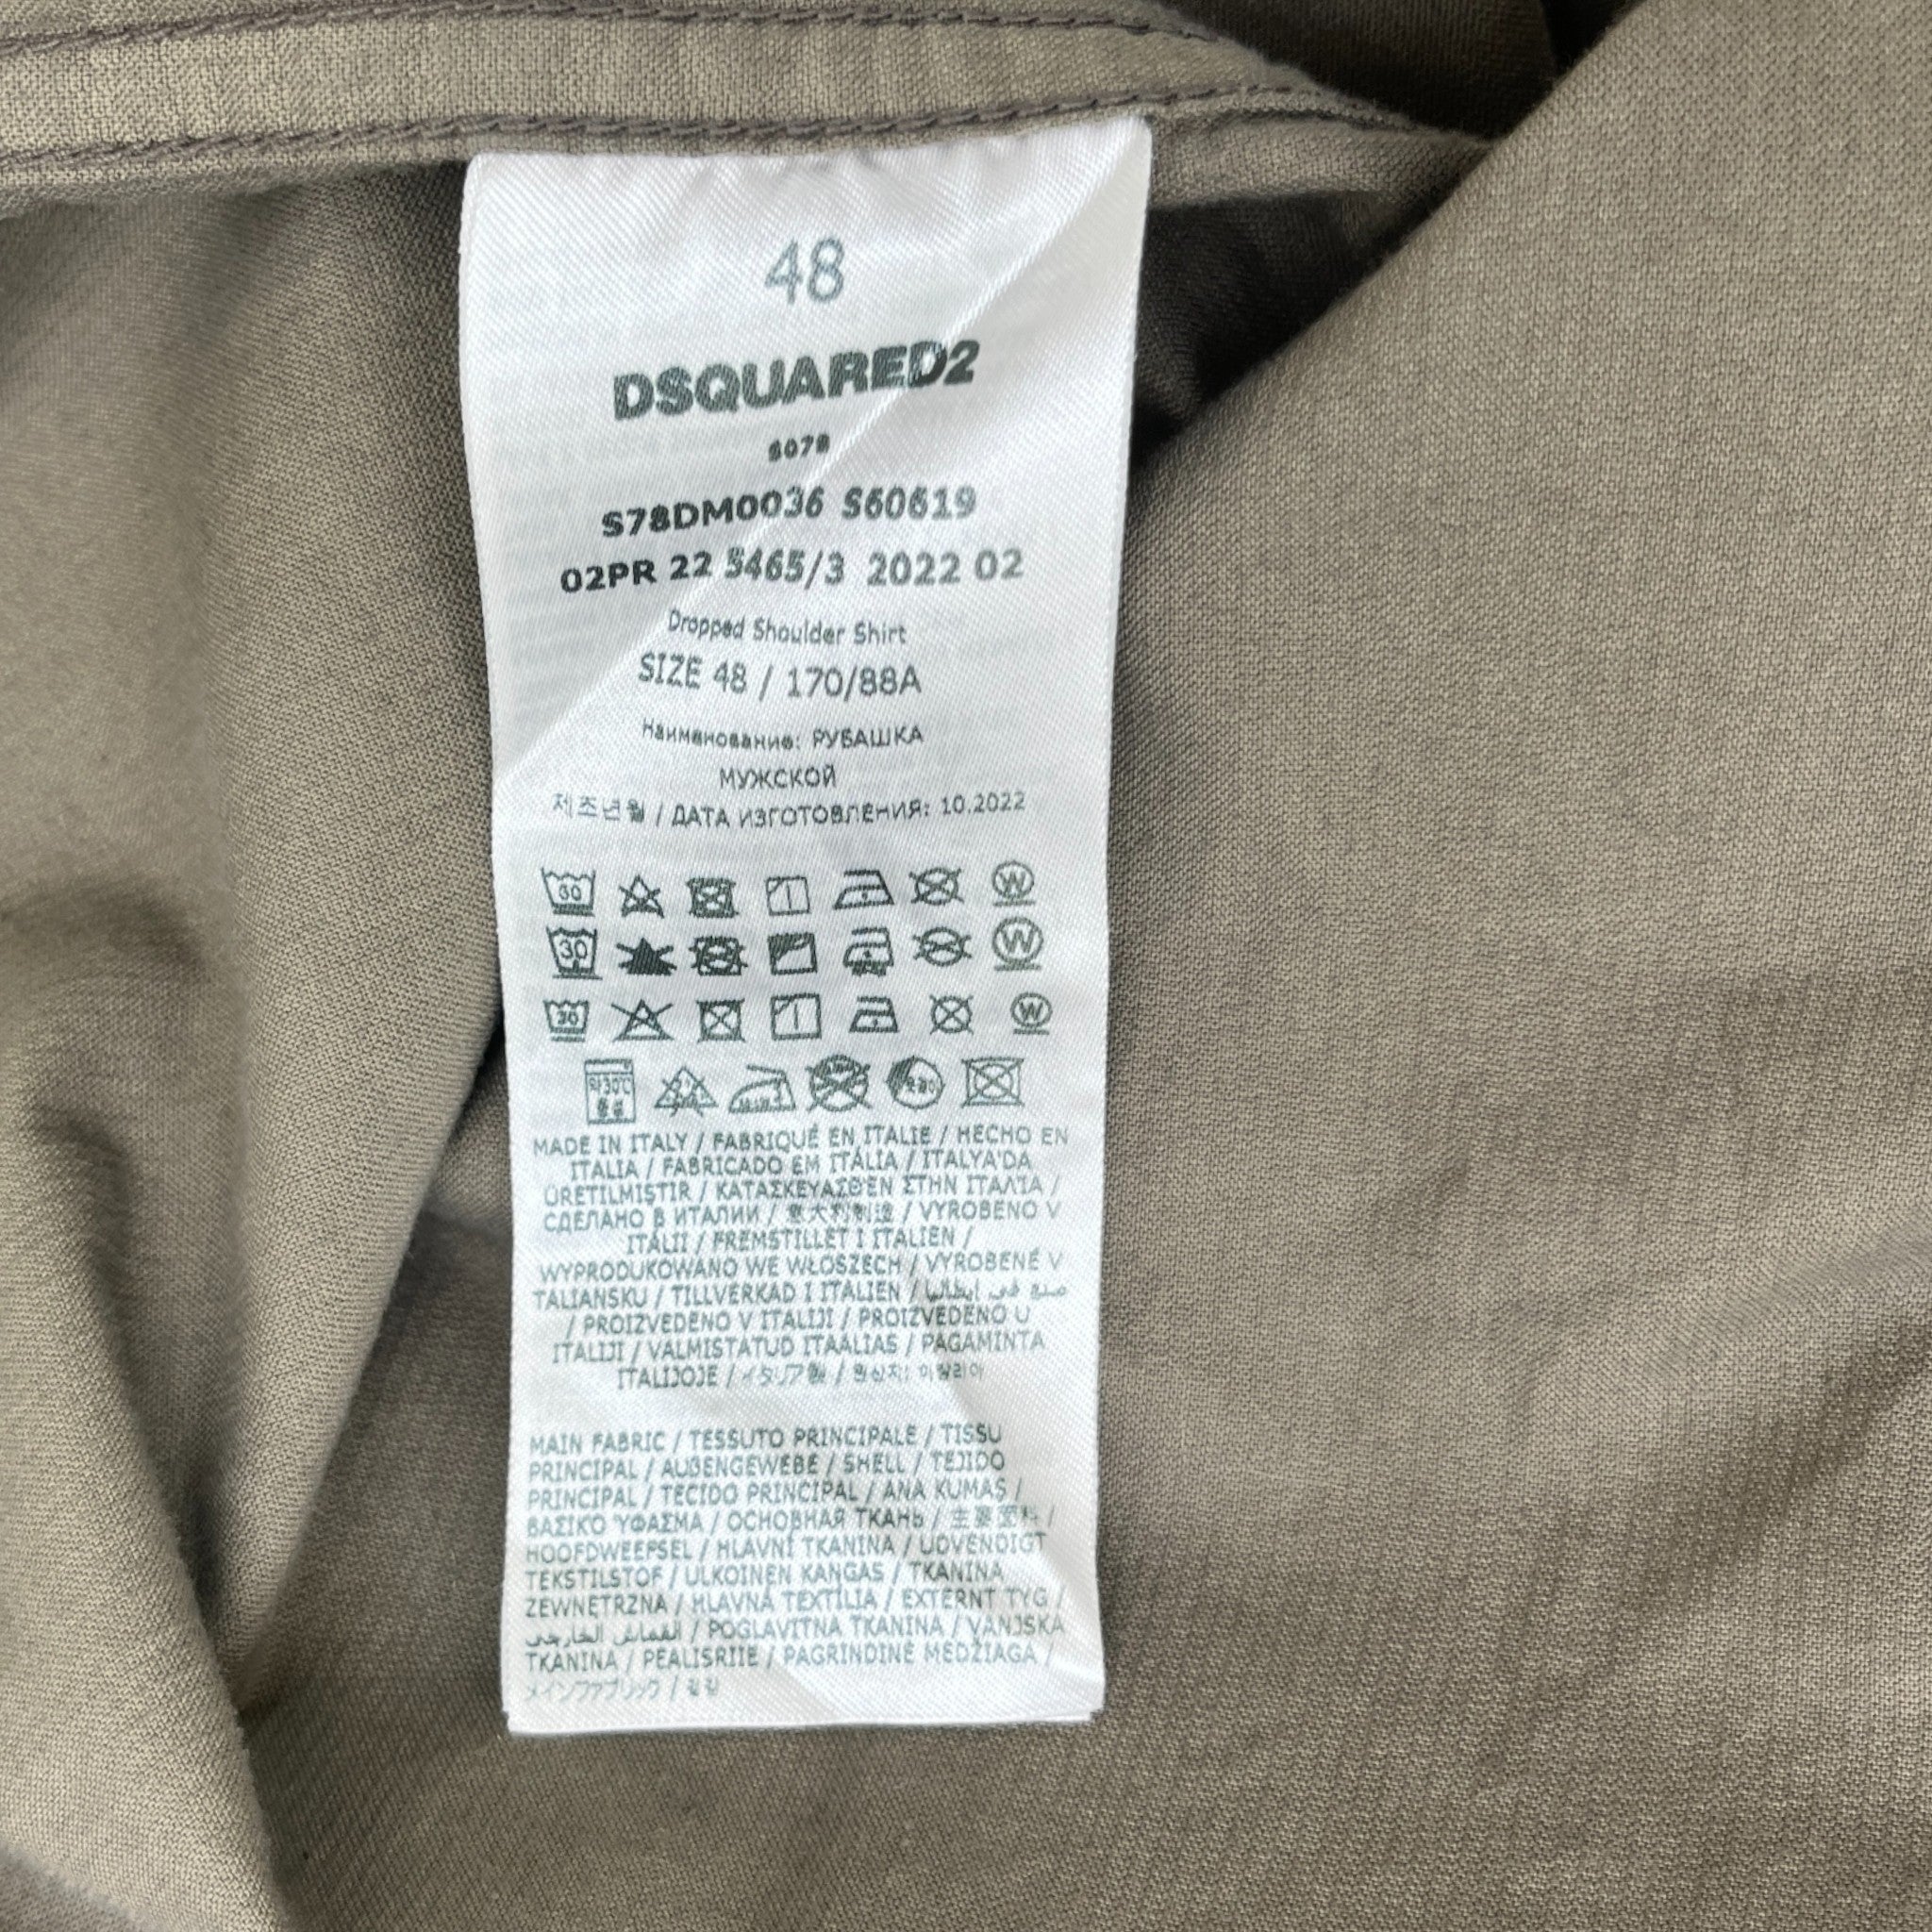 48
DSQUARED2
S078
S78DM0036 S60619
02PR 22 5465/3 2022 02
Dropped Shoulder Shirt
SIZE 48 / 170/88A
Наименование: РУБАШКА
МУЖСКОЙ
제조년월 / ДАТА ИЗГОТОВЛЕНИЯ: 10.2022
30 W
30 W
30 W
MADE IN ITALY / FABRIQUÉ EN ITALIE / HECHO EN
ITALIA / FABRICADO EM ITÁLIA / ITALYA'DA
ÜRETILMIŞTIR / ΚΑΤΑΣΚΕΥΑΣΘΕΝ ΣΤΗΝ ΙΤΑΛΙΑ /
СДЕЛАНО В ИТАЛИИ / 意大利制造 / VYROBENO V
ITÁLII / FREMSTILLET I ITALIEN /
WYPRODUKOWANO WE WŁOSZECH / VYROBENÉ V
TALIANSKU / TILLVERKAD I ITALIEN / صنع في إيطاليا
/ PROIZVEDENO V ITALIJI / PROIZVEDENO U
ITALIJI / VALMISTATUD ITAALIAS / PAGAMINTA
ITALIJOJE / イタリア製 / 원산지: 이탈리아
MAIN FABRIC / TESSUTO PRINCIPALE / TISSU
PRINCIPAL / AUßENGEWEBE / SHELL / TEJIDO
PRINCIPAL / TECIDO PRINCIPAL / ANA KUMAŞ /
ΒΑΣΙΚΟ ΥΦΑΣΜΑ / ОСНОВНАЯ ТКАНЬ / 主要面料 /
HOOFDWEEFSEL / HLAVNÍ TKANINA / UDVENDIGT
TEKSTILSTOF / ULKOINEN KANGAS / TKANINA
ZEWNĘTRZNA / HLAVNÁ TEXTÍLIA / EXTERNT TYG /
القماش الخارجي / POGLAVITNA TKANINA / VANJSKA
TKANINA / PEALISRIIE / PAGRINDINĖ MEDŽIAGA /
メインファブリック / 겉감